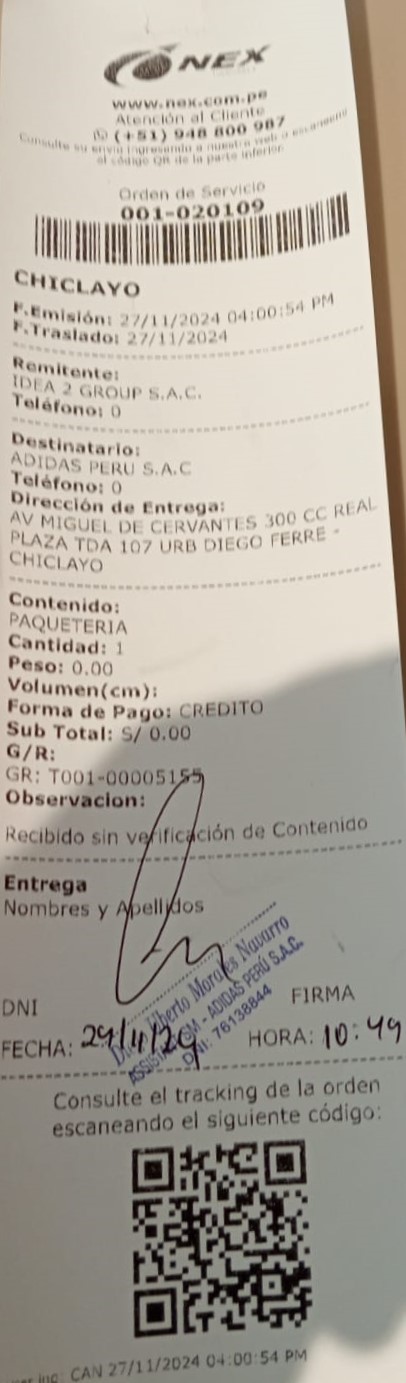 NEX
www.nex.com.pe
Atención al Cliente
(+51) 948 800 987
Consulte su envío ingresando a nuestra web o escaneando
el código QR de la parte inferior.
Orden de Servicio
001-020109
CHICLAYO
F.Emisión: 27/11/2024 04:00:54 PM
F.Traslado: 27/11/2024
Remitente:
IDEA 2 GROUP S.A.C.
Teléfono: 0
Destinatario:
ADIDAS PERU S.A.C
Teléfono: 0
Dirección de Entrega:
AV MIGUEL DE CERVANTES 300 CC REAL
PLAZA TDA 107 URB DIEGO FERRE -
CHICLAYO
Contenido:
PAQUETERIA
Cantidad: 1
Peso: 0.00
Volumen(cm):
Forma de Pago: CREDITO
Sub Total: S/ 0.00
G/R:
GR: T001-00005155
Observacion:
Recibido sin verificación de Contenido
Entrega
Nombres y Apellidos
Morales Navarro
SM - ADIDAS PERÚ S.A.C.
DNI: 76138844
DNI
FIRMA
FECHA: 29/11/24 HORA: 10:49
Consulte el tracking de la orden
escaneando el siguiente código:
CAN 27/11/2024 04:00:54 PM